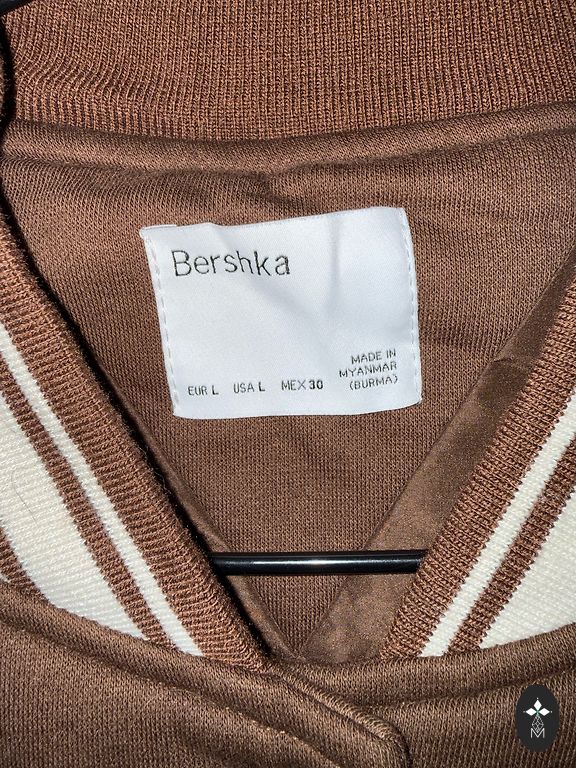 Bershka
EUR L USA L MEX 30
MADE IN
MYANMAR
(BURMA)
M